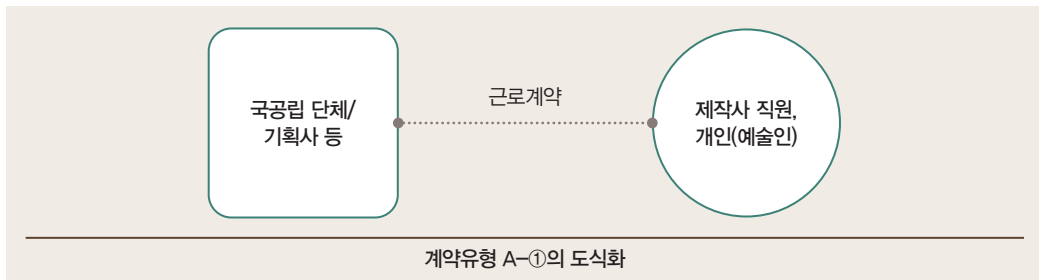 국공립 단체/
기획사 등
근로계약
제작사 직원,
개인(예술인)
계약유형 A-①의 도식화